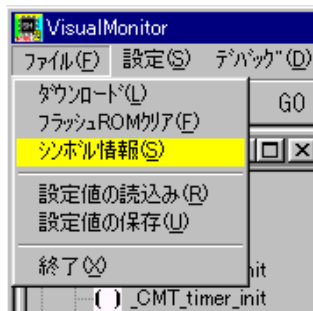 VisualMonitor
ﾌｧｲﾙ(F) 設定(S) ﾃﾞﾊﾞｯｸﾞ(D)
ﾀﾞｳﾝﾛｰﾄﾞ(L)
ﾌﾗｯｼｭROMｸﾘｱ(F)
GO
ｼﾝﾎﾞﾙ情報(S)
設定値の読込み(R)
設定値の保存(U)
終了(X)
nit
( ) _CMT_timer_init